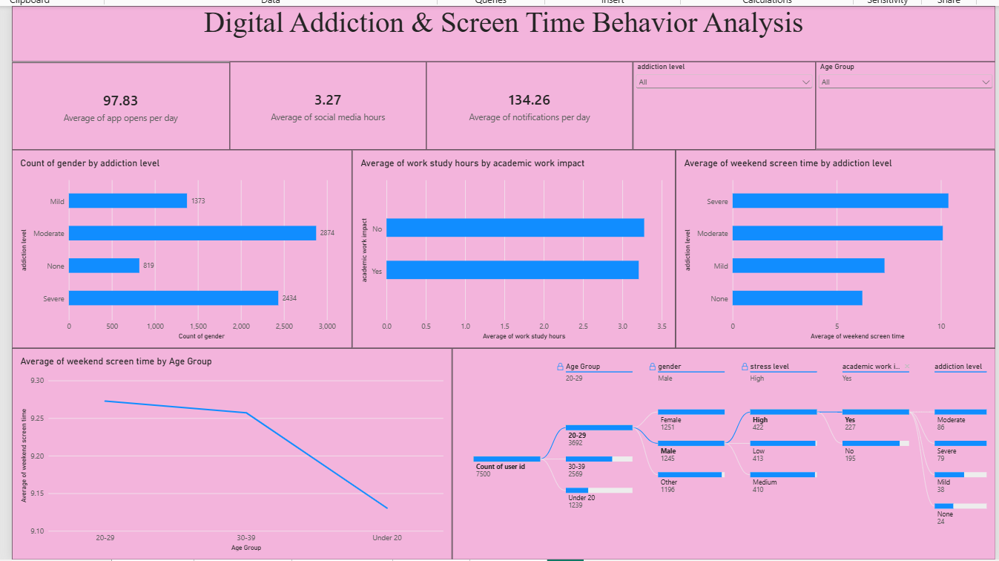 Clipboard Data Queries Insert Calculations Sensitivity Share
Digital Addiction & Screen Time Behavior Analysis
97.83
Average of app opens per day
3.27
Average of social media hours
134.26
Average of notifications per day
addiction level
All
Age Group
All
Count of gender by addiction level
addiction level
Mild 1373
Moderate 2874
None 819
Severe 2434
0 500 1,000 1,500 2,000 2,500 3,000
Count of gender
Average of work study hours by academic work impact
academic work impact
No
Yes
0.0 0.5 1.0 1.5 2.0 2.5 3.0 3.5
Average of work study hours
Average of weekend screen time by addiction level
addiction level
Severe
Moderate
Mild
None
0 5 10
Average of weekend screen time
Average of weekend screen time by Age Group
Average of weekend screen time
9.30
9.25
9.20
9.15
9.10
20-29 30-39 Under 20
Age Group
Age Group gender stress level academic work i... addiction level
20-29 Male High Yes
Count of user id
7500
20-29
3692
30-39
2569
Under 20
1239
Female
1251
Male
1245
Other
1196
High
422
Low
413
Medium
410
Yes
227
No
195
Moderate
86
Severe
79
Mild
38
None
24